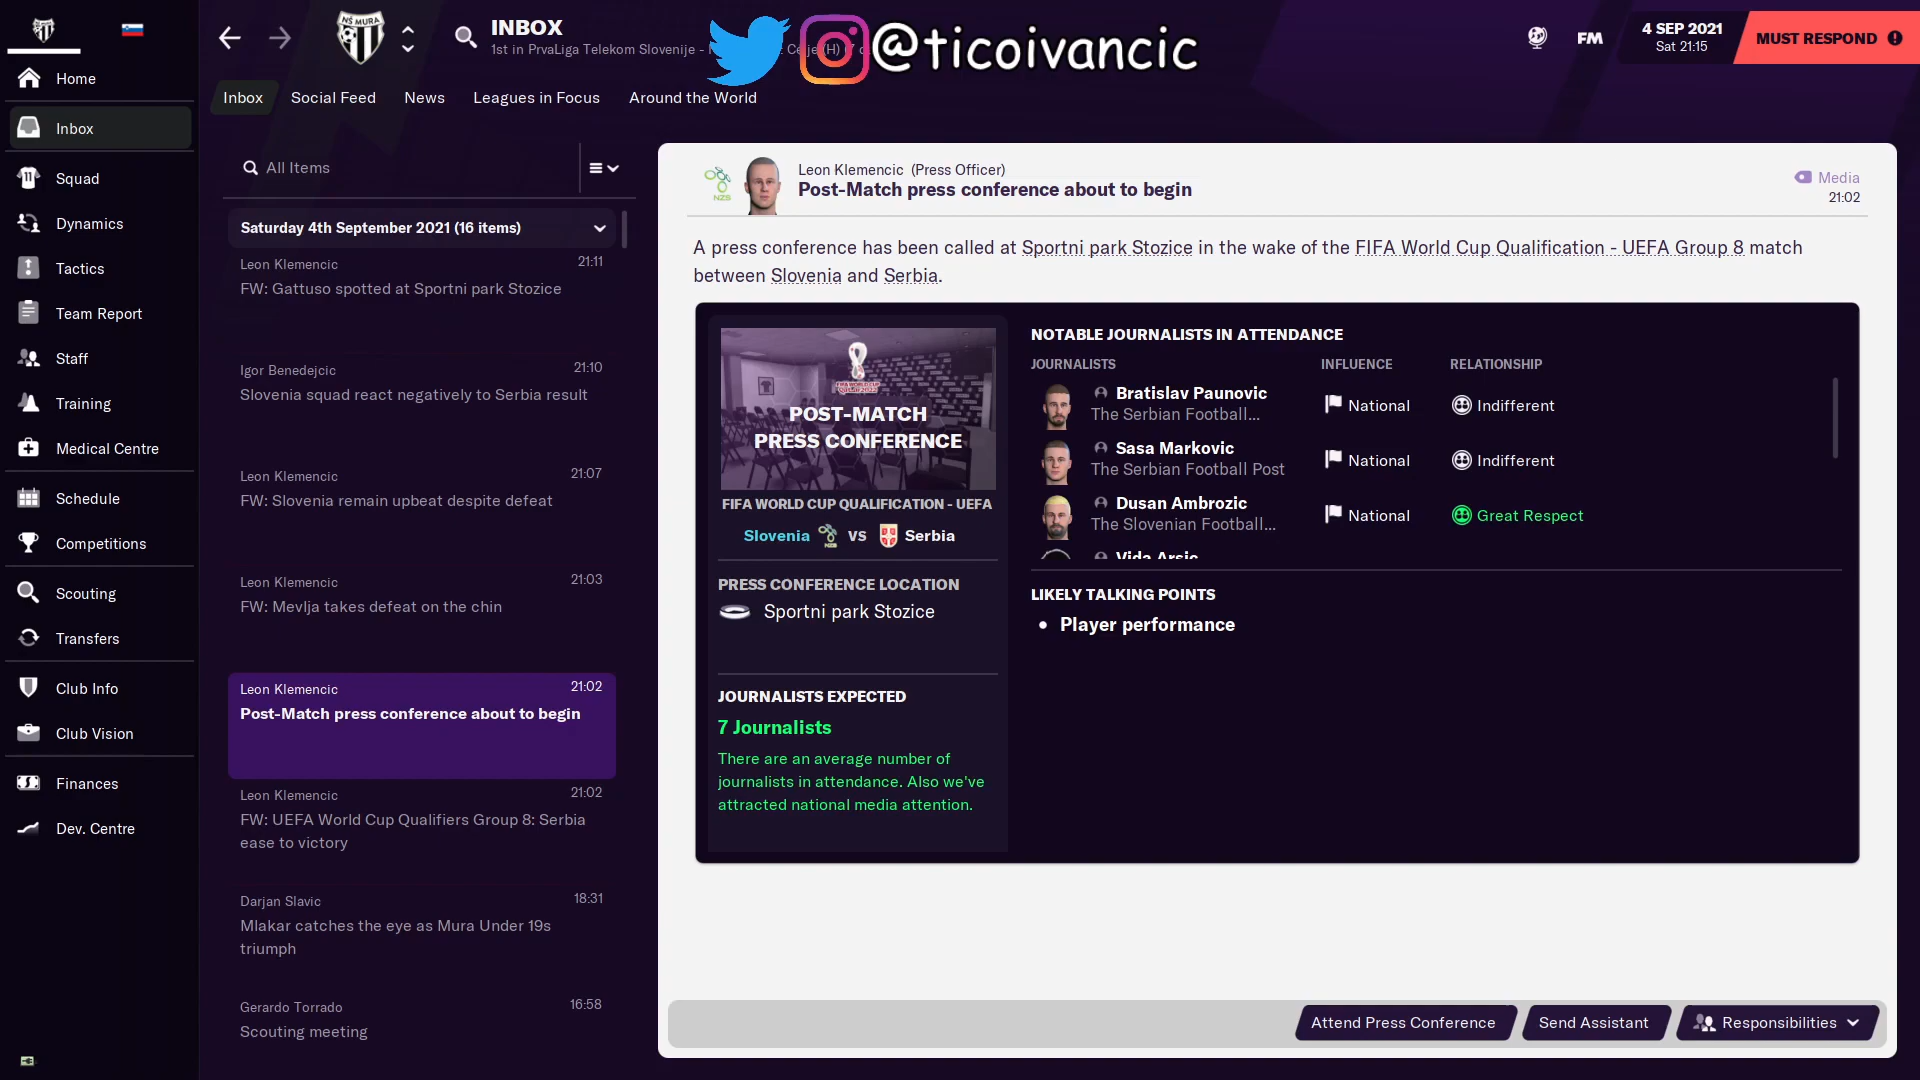 NŠ MURA
INBOX
1st in PrvaLiga Telekom Slovenije -
Celje (H)
@ticoivancic
FM
4 SEP 2021
Sat 21:15
MUST RESPOND
Home
Inbox
Squad
Dynamics
Tactics
Team Report
Staff
Training
Medical Centre
Schedule
Competitions
Scouting
Transfers
Club Info
Club Vision
Finances
Dev. Centre
Inbox
Social Feed
News
Leagues in Focus
Around the World
All Items
Saturday 4th September 2021 (16 items)
Leon Klemencic
21:11
FW: Gattuso spotted at Sportni park Stozice
Igor Benedejcic
21:10
Slovenia squad react negatively to Serbia result
Leon Klemencic
21:07
FW: Slovenia remain upbeat despite defeat
Leon Klemencic
21:03
FW: Mevlja takes defeat on the chin
Leon Klemencic
21:02
Post-Match press conference about to begin
Leon Klemencic
21:02
FW: UEFA World Cup Qualifiers Group 8: Serbia
ease to victory
Darjan Slavic
18:31
Mlakar catches the eye as Mura Under 19s
triumph
Gerardo Torrado
16:58
Scouting meeting
NZS
Leon Klemencic (Press Officer)
Post-Match press conference about to begin
Media
21:02
A press conference has been called at Sportni park Stozice in the wake of the FIFA World Cup Qualification - UEFA Group 8 match
between Slovenia and Serbia.
POST-MATCH
PRESS CONFERENCE
FIFA WORLD CUP QUALIFICATION - UEFA
Slovenia VS Serbia
PRESS CONFERENCE LOCATION
Sportni park Stozice
JOURNALISTS EXPECTED
7 Journalists
There are an average number of
journalists in attendance. Also we've
attracted national media attention.
NOTABLE JOURNALISTS IN ATTENDANCE
JOURNALISTS
INFLUENCE
RELATIONSHIP
Bratislav Paunovic
The Serbian Football...
National
Indifferent
Sasa Markovic
The Serbian Football Post
National
Indifferent
Dusan Ambrozic
The Slovenian Football...
National
Great Respect
Vida Arsic
LIKELY TALKING POINTS
• Player performance
Attend Press Conference
Send Assistant
Responsibilities